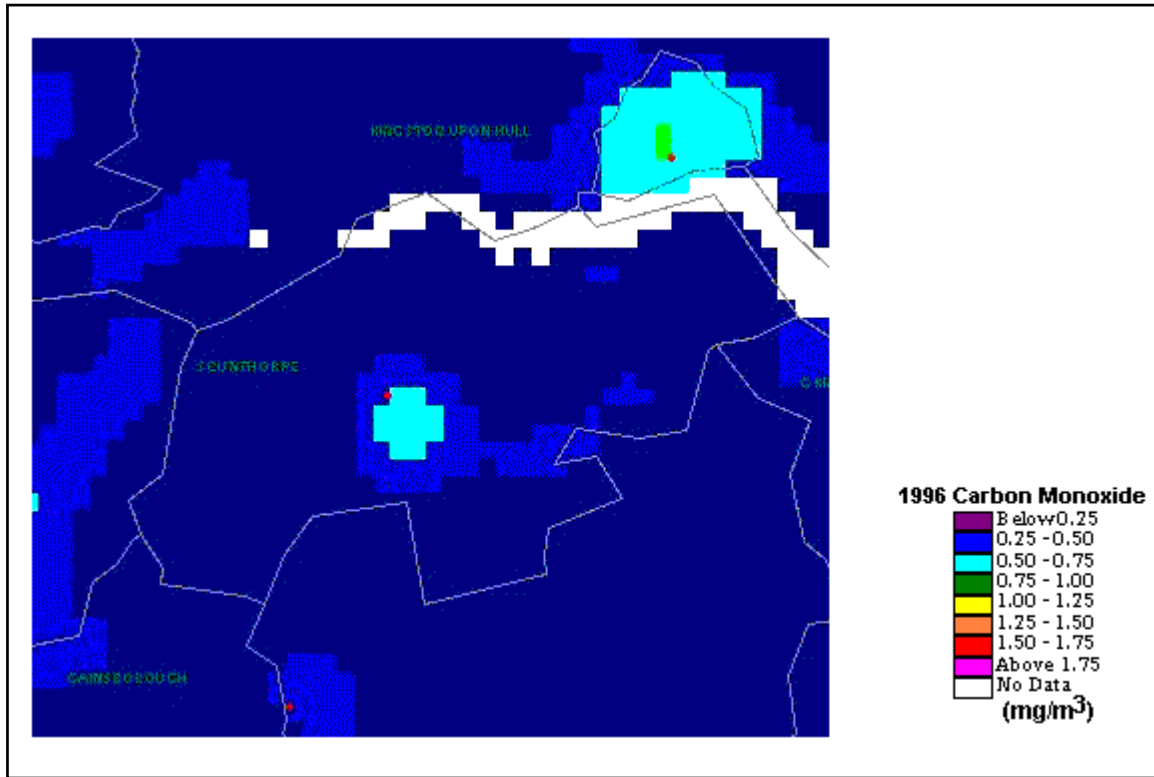 KINGSTON UPON HULL
SCUNTHORPE
GAINSBOROUGH
1996 Carbon Monoxide
Below 0.25
0.25 - 0.50
0.50 - 0.75
0.75 - 1.00
1.00 - 1.25
1.25 - 1.50
1.50 - 1.75
Above 1.75
No Data
(mg/m³)